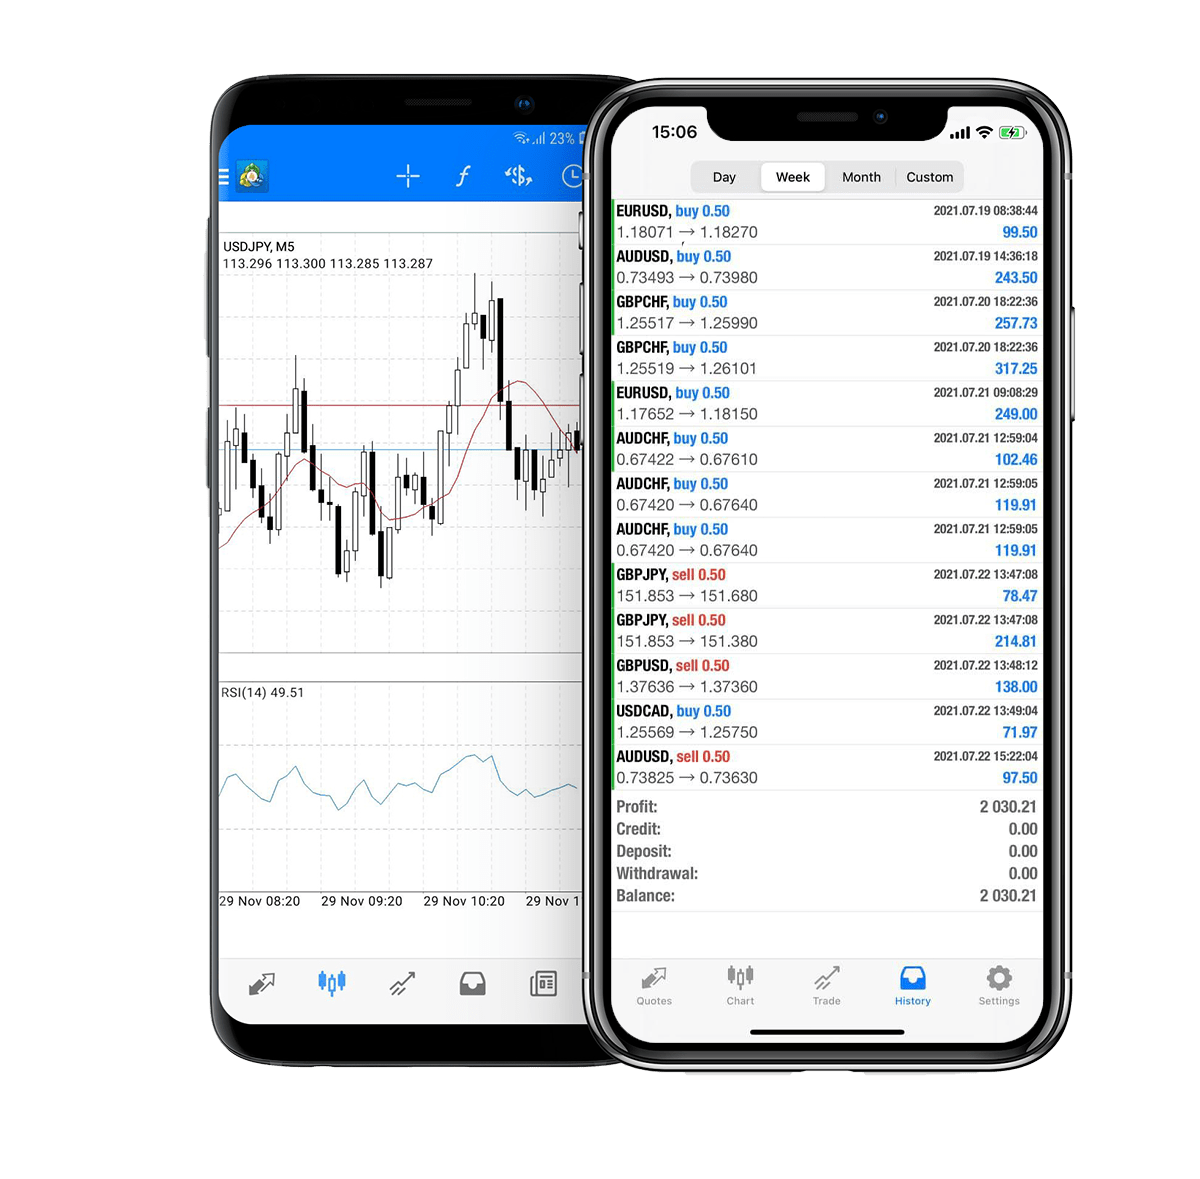 23%
USDJPY, M5
113.296 113.300 113.285 113.287
RSI(14) 49.51
29 Nov 08:20 29 Nov 09:20 29 Nov 10:20 29 Nov 1
15:06
Day Week Month Custom
EURUSD, buy 0.50 2021.07.19 08:38:44
1.18071 → 1.18270 99.50
AUDUSD, buy 0.50 2021.07.19 14:36:18
0.73493 → 0.73980 243.50
GBPCHF, buy 0.50 2021.07.20 18:22:36
1.25517 → 1.25990 257.73
GBPCHF, buy 0.50 2021.07.20 18:22:36
1.25519 → 1.26101 317.25
EURUSD, buy 0.50 2021.07.21 09:08:29
1.17652 → 1.18150 249.00
AUDCHF, buy 0.50 2021.07.21 12:59:04
0.67422 → 0.67610 102.46
AUDCHF, buy 0.50 2021.07.21 12:59:05
0.67420 → 0.67640 119.91
AUDCHF, buy 0.50 2021.07.21 12:59:05
0.67420 → 0.67640 119.91
GBPJPY, sell 0.50 2021.07.22 13:47:08
151.853 → 151.680 78.47
GBPJPY, sell 0.50 2021.07.22 13:47:08
151.853 → 151.380 214.81
GBPUSD, sell 0.50 2021.07.22 13:48:12
1.37636 → 1.37360 138.00
USDCAD, buy 0.50 2021.07.22 13:49:04
1.25569 → 1.25750 71.97
AUDUSD, sell 0.50 2021.07.22 15:22:04
0.73825 → 0.73630 97.50
Profit: 2 030.21
Credit: 0.00
Deposit: 0.00
Withdrawal: 0.00
Balance: 2 030.21
Quotes Chart Trade History Settings